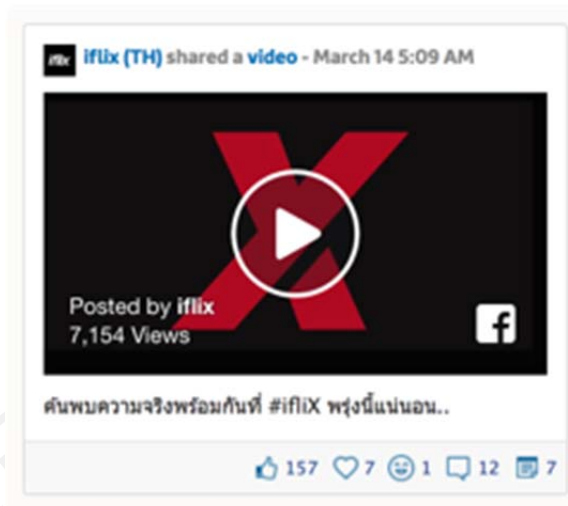 iflix
iflix (TH) shared a video - March 14 5:09 AM
Posted by iflix
7,154 Views
ค้นพบความจริงพร้อมกันที่ #ifliX พรุ่งนี้แน่นอน..
157 7 1 12 7